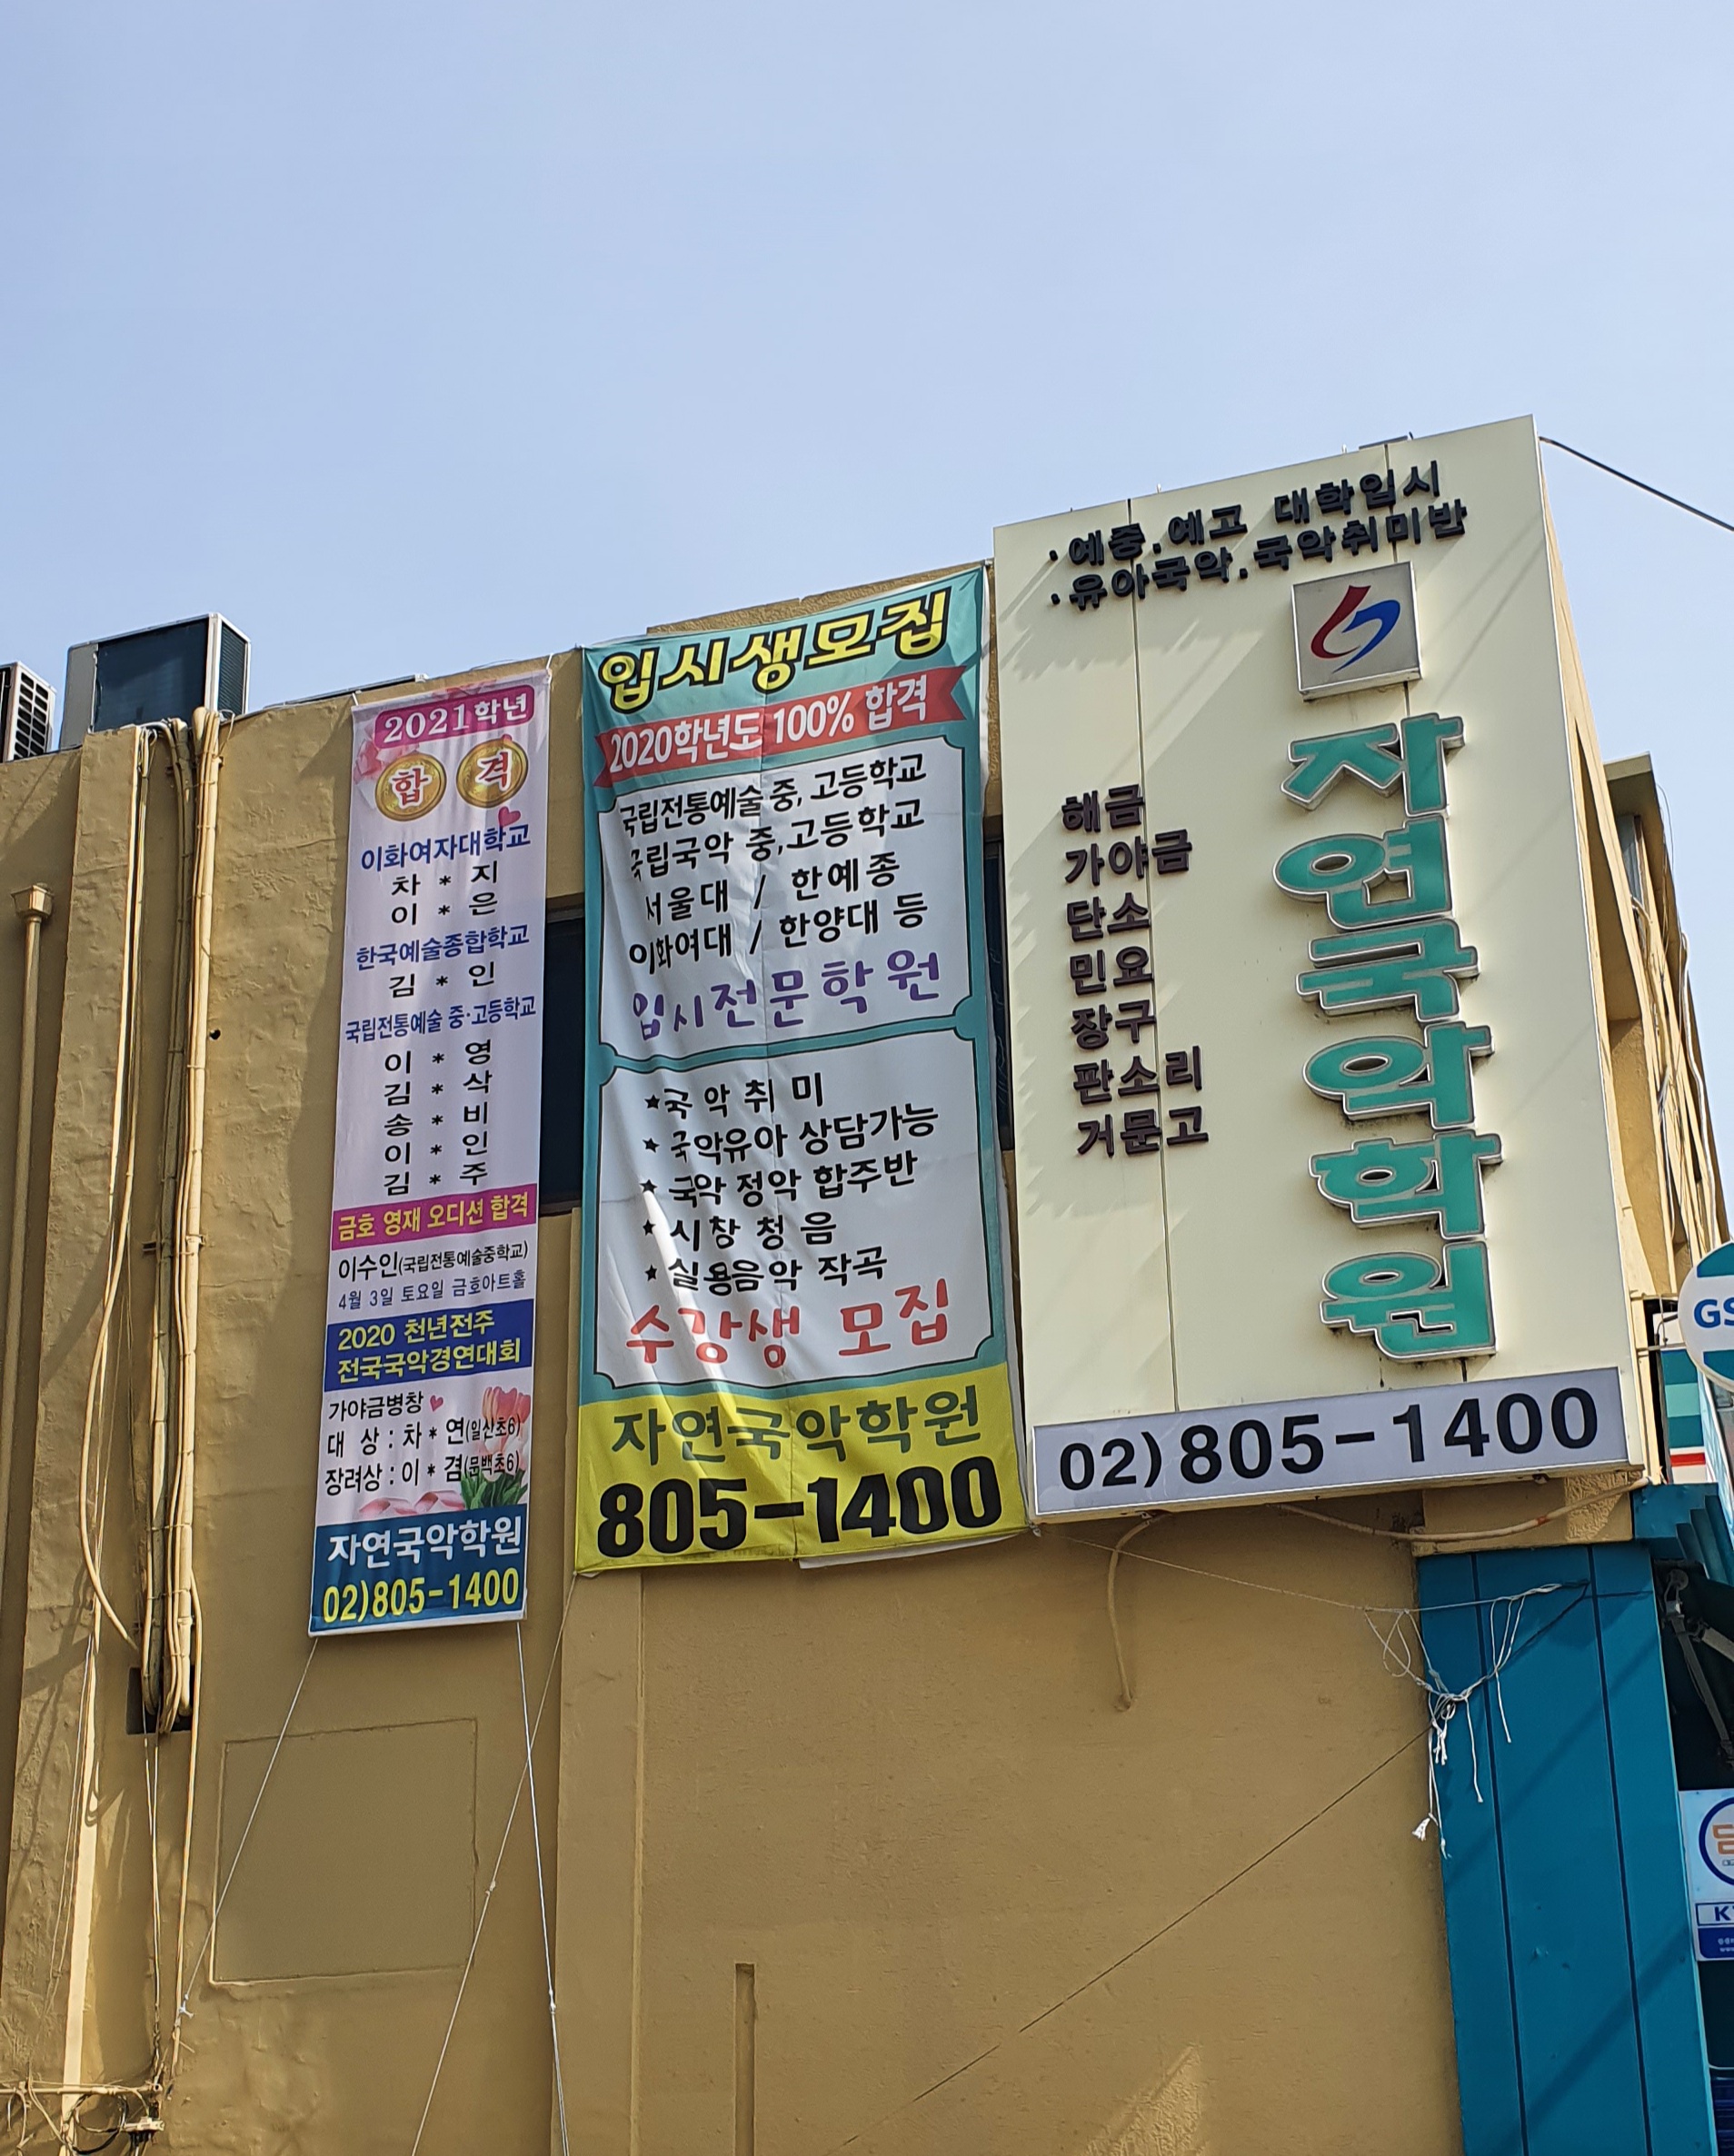 2021학년
합 격
이화여자대학교
차 * 지
이 * 은
한국예술종합학교
김 * 인
국립전통예술 중·고등학교
이 * 영
김 * 삭
송 * 비
이 * 인
김 * 주
금호 영재 오디션 합격
이수인(국립전통예술중학교)
4월 3일 토요일 금호아트홀
2020 천년전주
전국국악경연대회
가야금병창
대 상 : 차 * 연(일산초6)
장려상 : 이 * 겸(문백초6)
자연국악학원
02)805-1400
입시생모집
2020학년도 100% 합격
국립전통예술 중, 고등학교
국립국악 중,고등학교
서울대 / 한예종
이화여대 / 한양대 등
입시전문학원
★국악취미
★ 국악유아 상담가능
★ 국악 정악 합주반
★ 시창청음
★ 실용음악 작곡
수강생 모집
자연국악학원
805-1400
·예중.예고 대학입시
·유아국악.국악취미반
자연국악학원
해금
가야금
단소
민요
장구
판소리
거문고
02)805-1400
GS